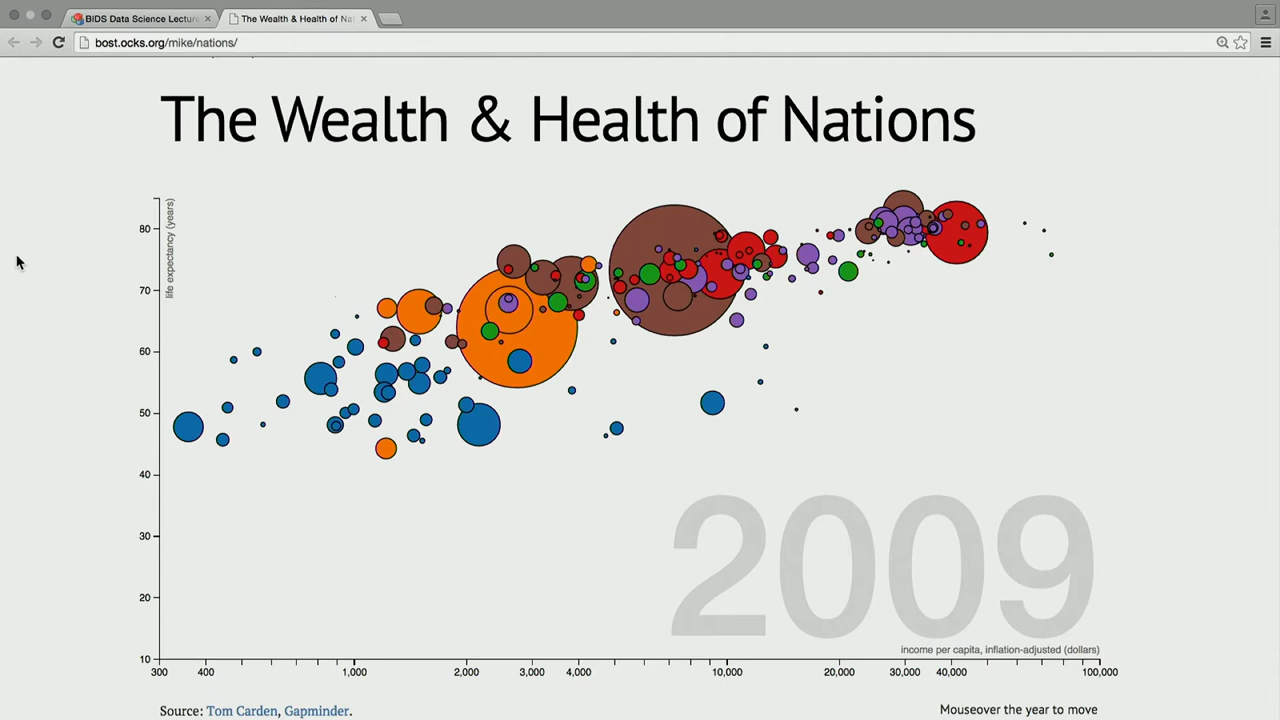 BIDS Data Science Lectur
The Wealth & Health of Na
bost.ocks.org/mike/nations/
The Wealth & Health of Nations
life expectancy (years)
80
70
60
50
40
30
20
10
2009
income per capita, inflation-adjusted (dollars)
300 400 1,000 2,000 3,000 4,000 10,000 20,000 30,000 40,000 100,000
Source: Tom Carden, Gapminder.
Mouseover the year to move